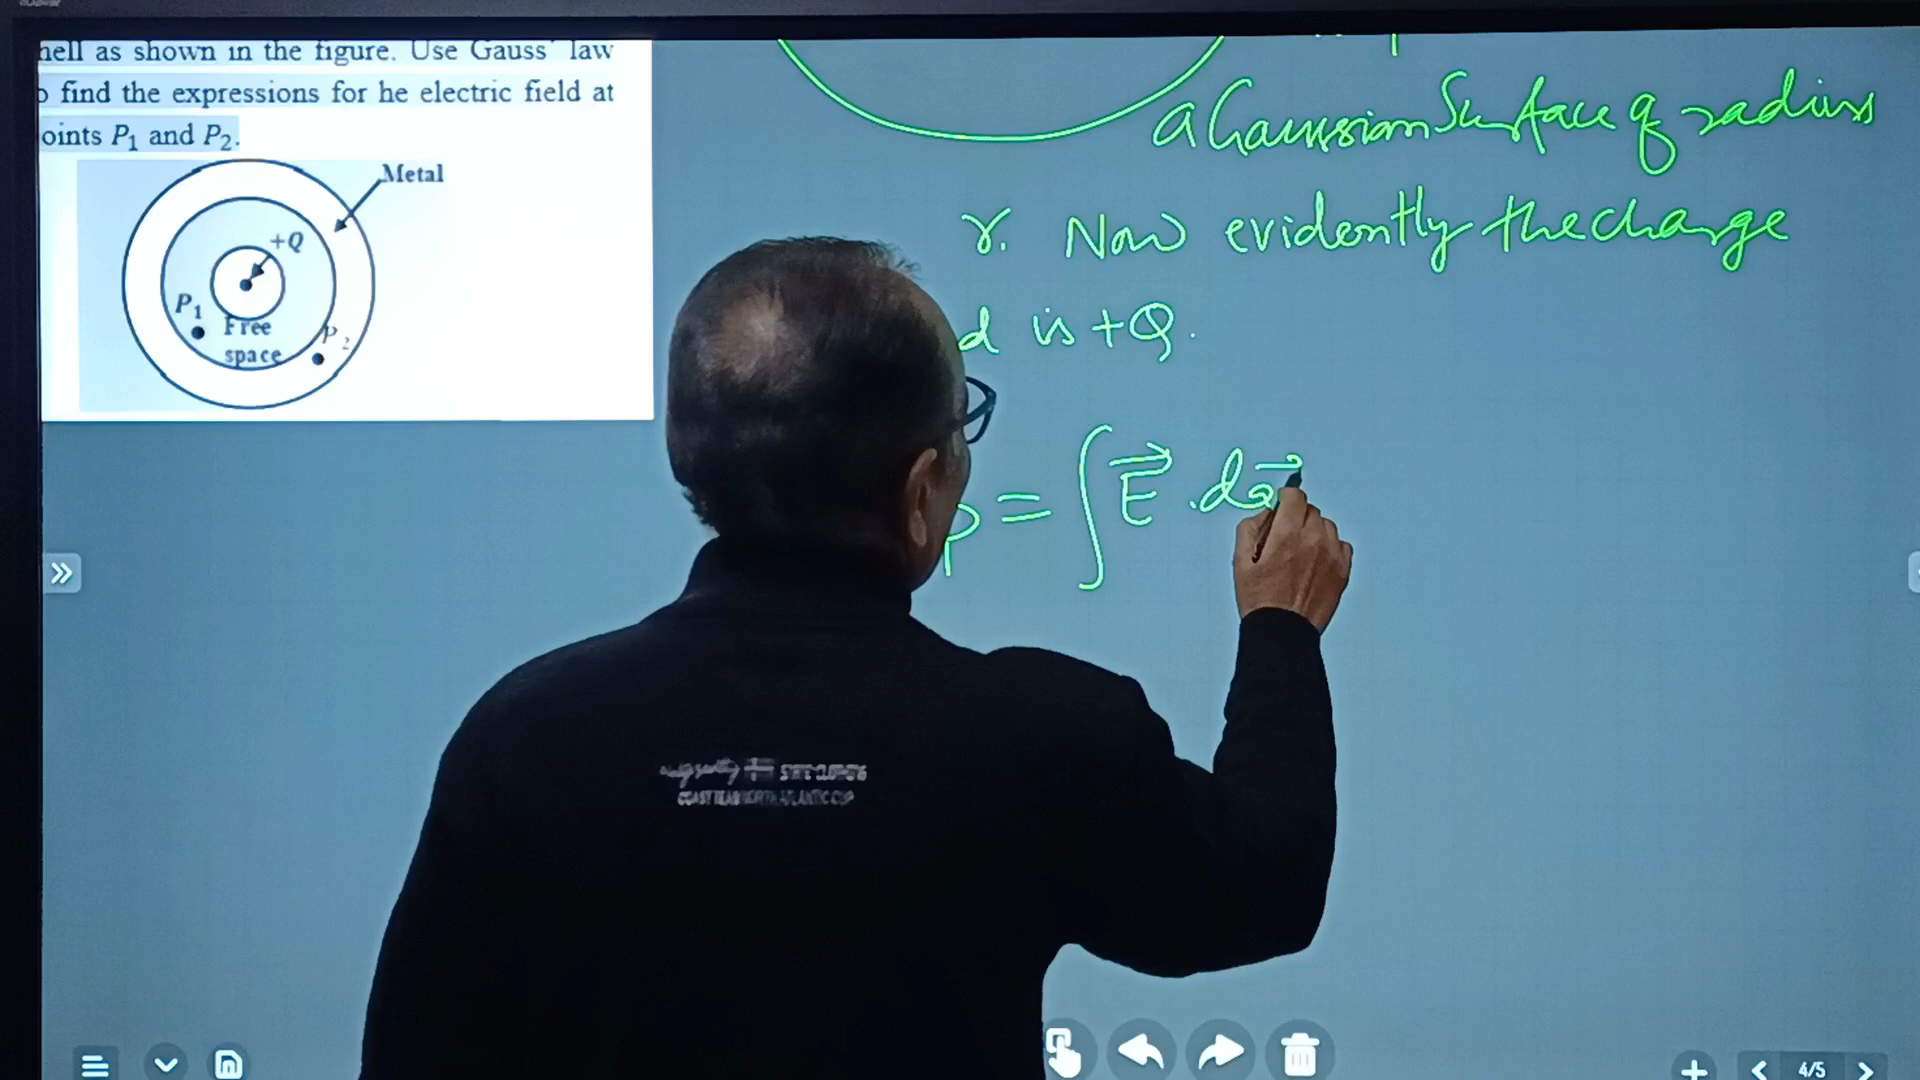 hell as shown in the figure. Use Gauss' law
o find the expressions for he electric field at
oints P1 and P2.
Metal
+Q
P1
Free
space
P2
a Gaussian Surface of radius
r. Now evidently the charge
d is +Q.
= ∫E⃗.da⃗
4/5